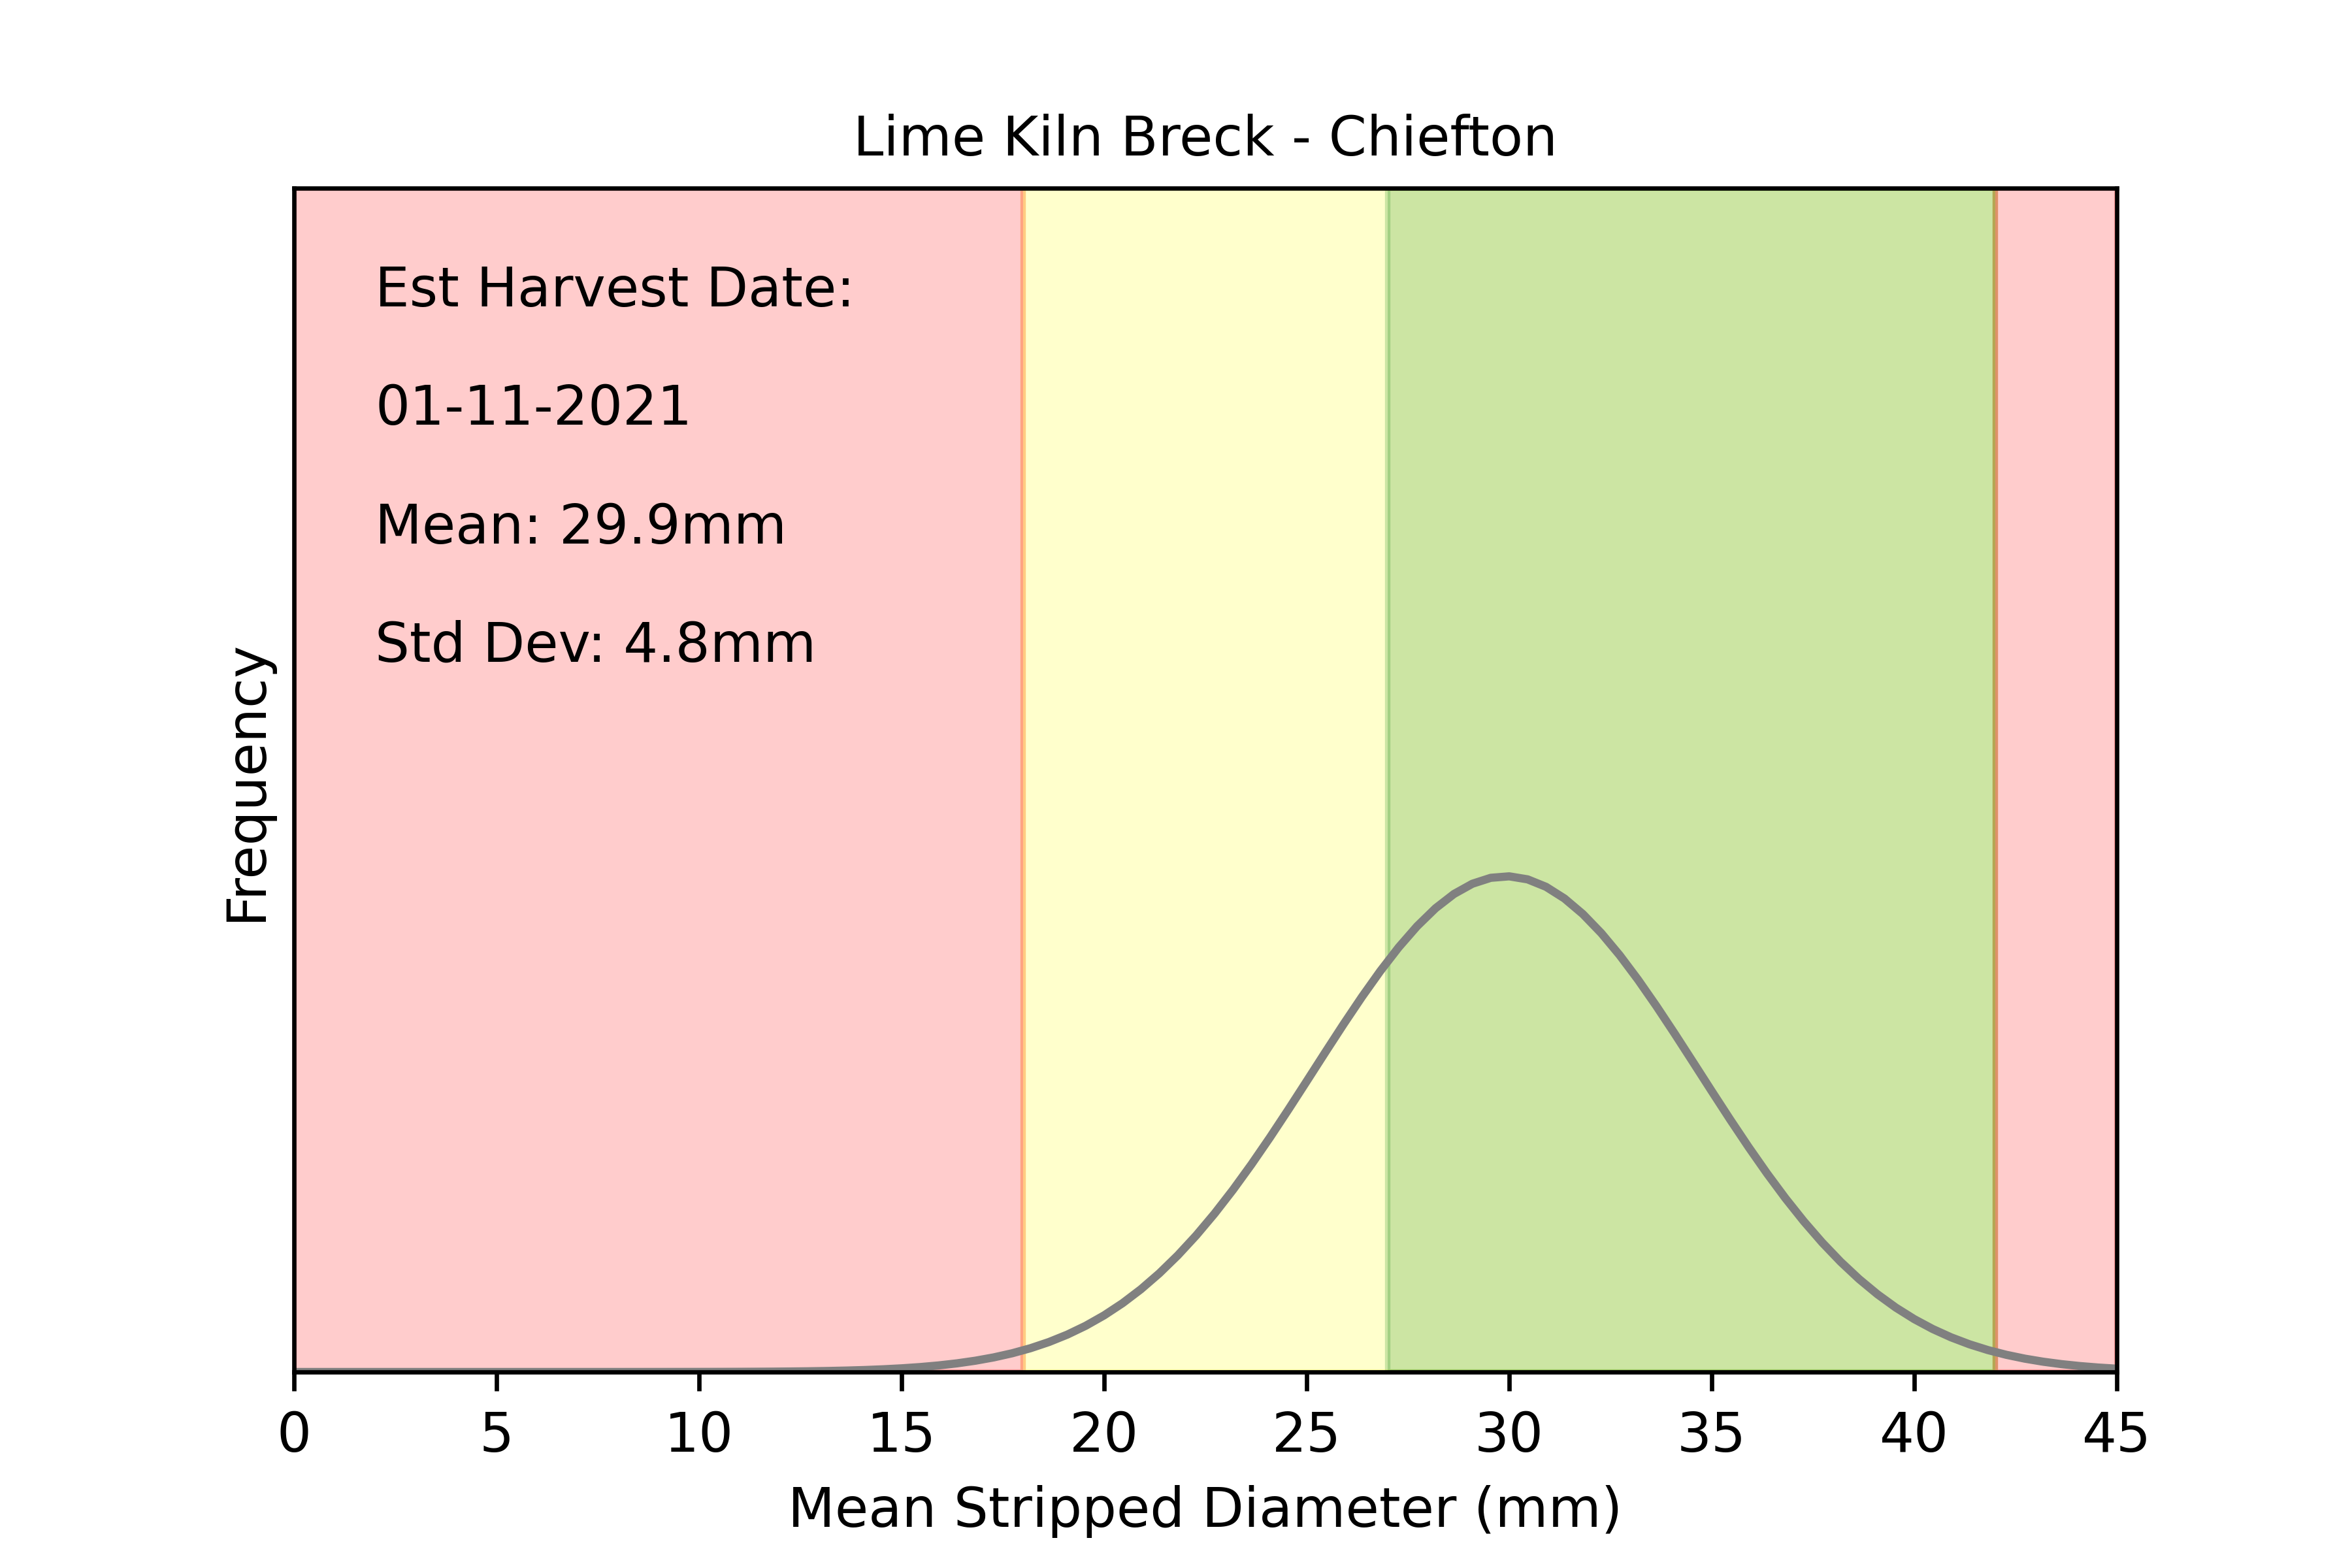 Lime Kiln Breck - Chiefton
Est Harvest Date:
01-11-2021
Mean: 29.9mm
Std Dev: 4.8mm
Frequency
0 5 10 15 20 25 30 35 40 45
Mean Stripped Diameter (mm)